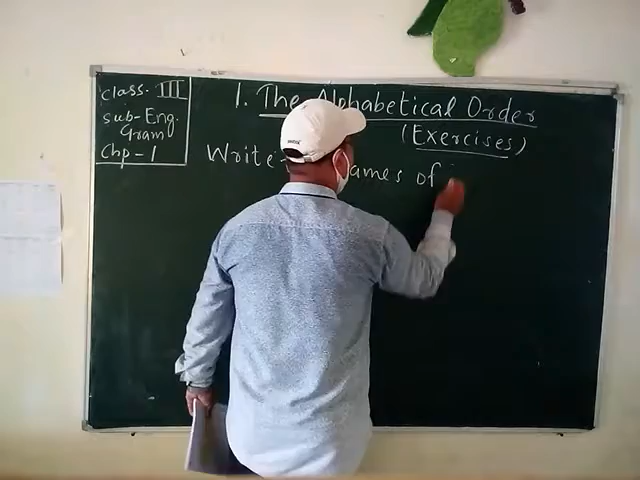 Class. III
Sub-Eng.
Gram
Chp-1
1. The Alphabetical Order
(Exercises)
Write ames of